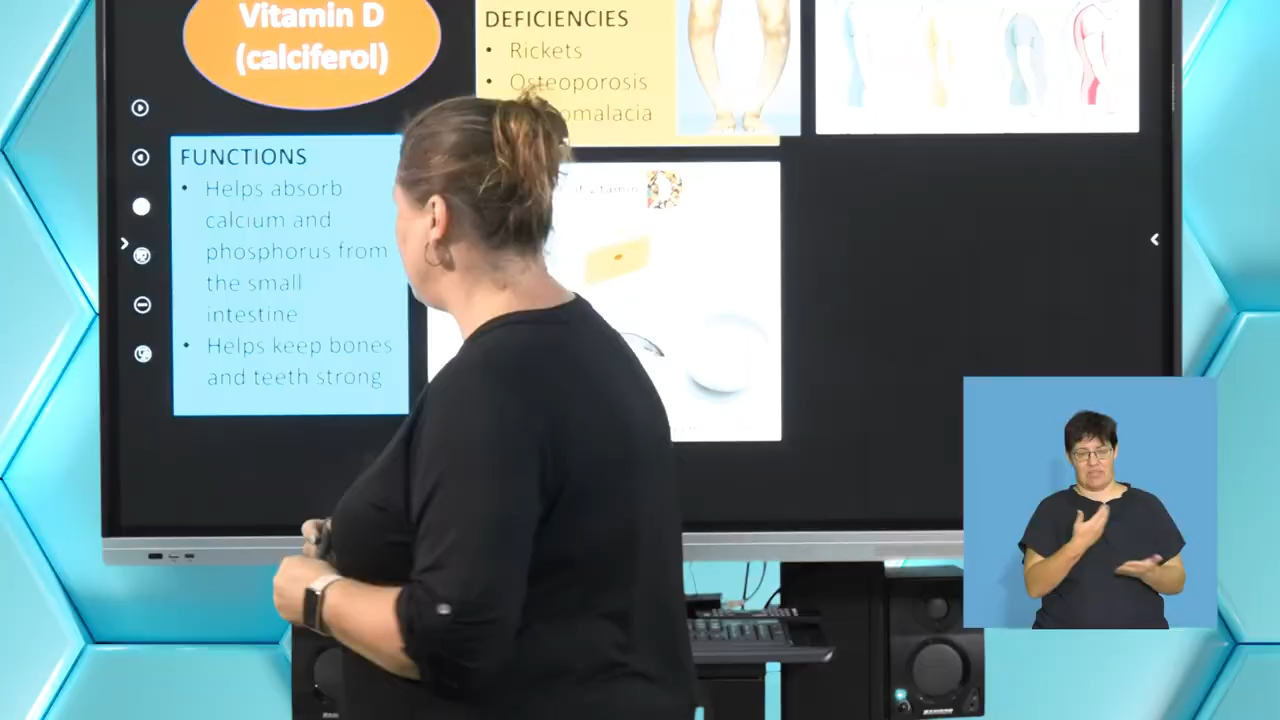 Vitamin D
(calciferol)
DEFICIENCIES
• Rickets
• Osteoporosis
FUNCTIONS
• Helps absorb
calcium and
phosphorus from
the small
intestine
• Helps keep bones
and teeth strong
D